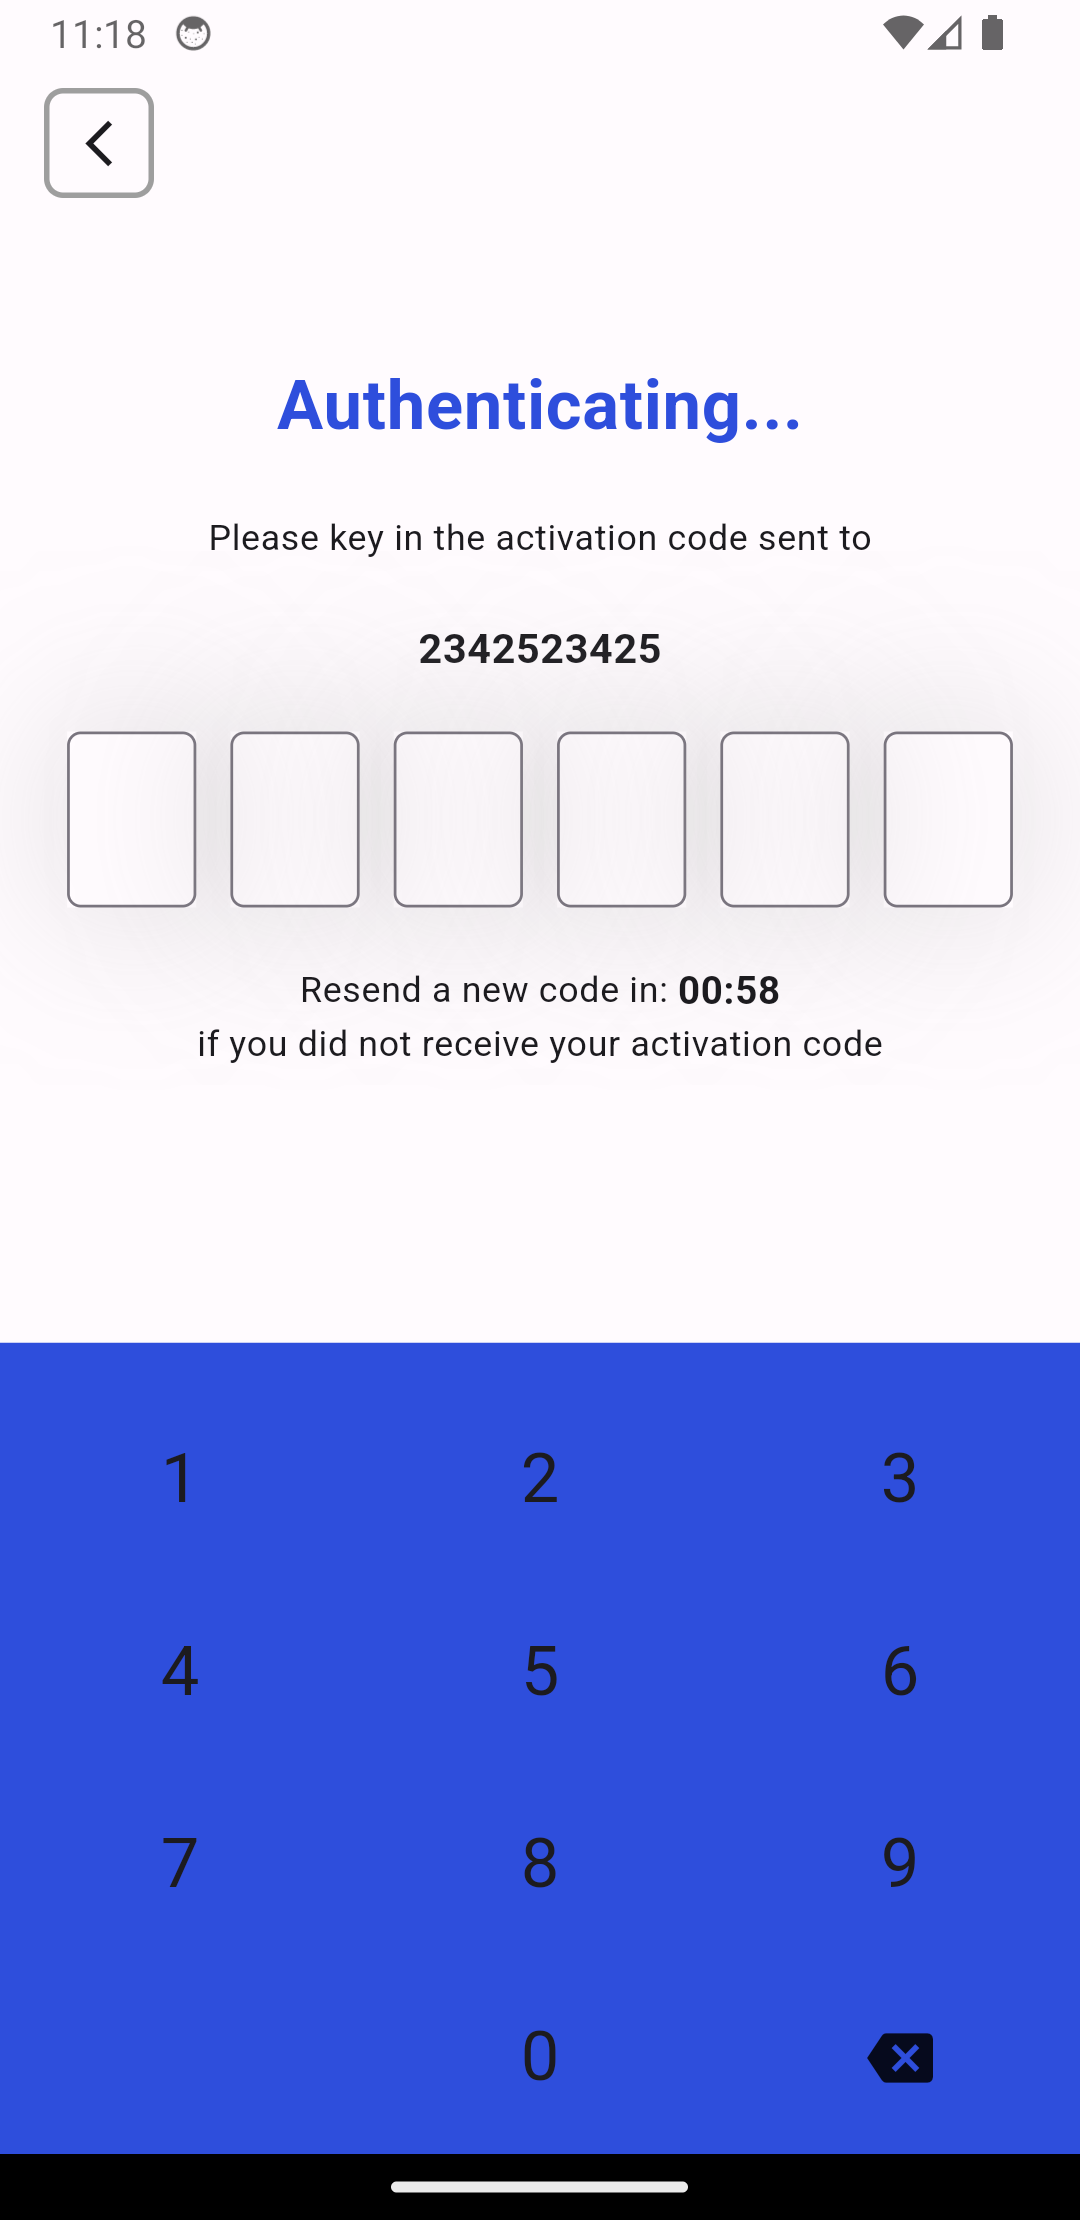 11:18
Authenticating...
Please key in the activation code sent to
2342523425
Resend a new code in: 00:58
if you did not receive your activation code
1 2 3
4 5 6
7 8 9
0